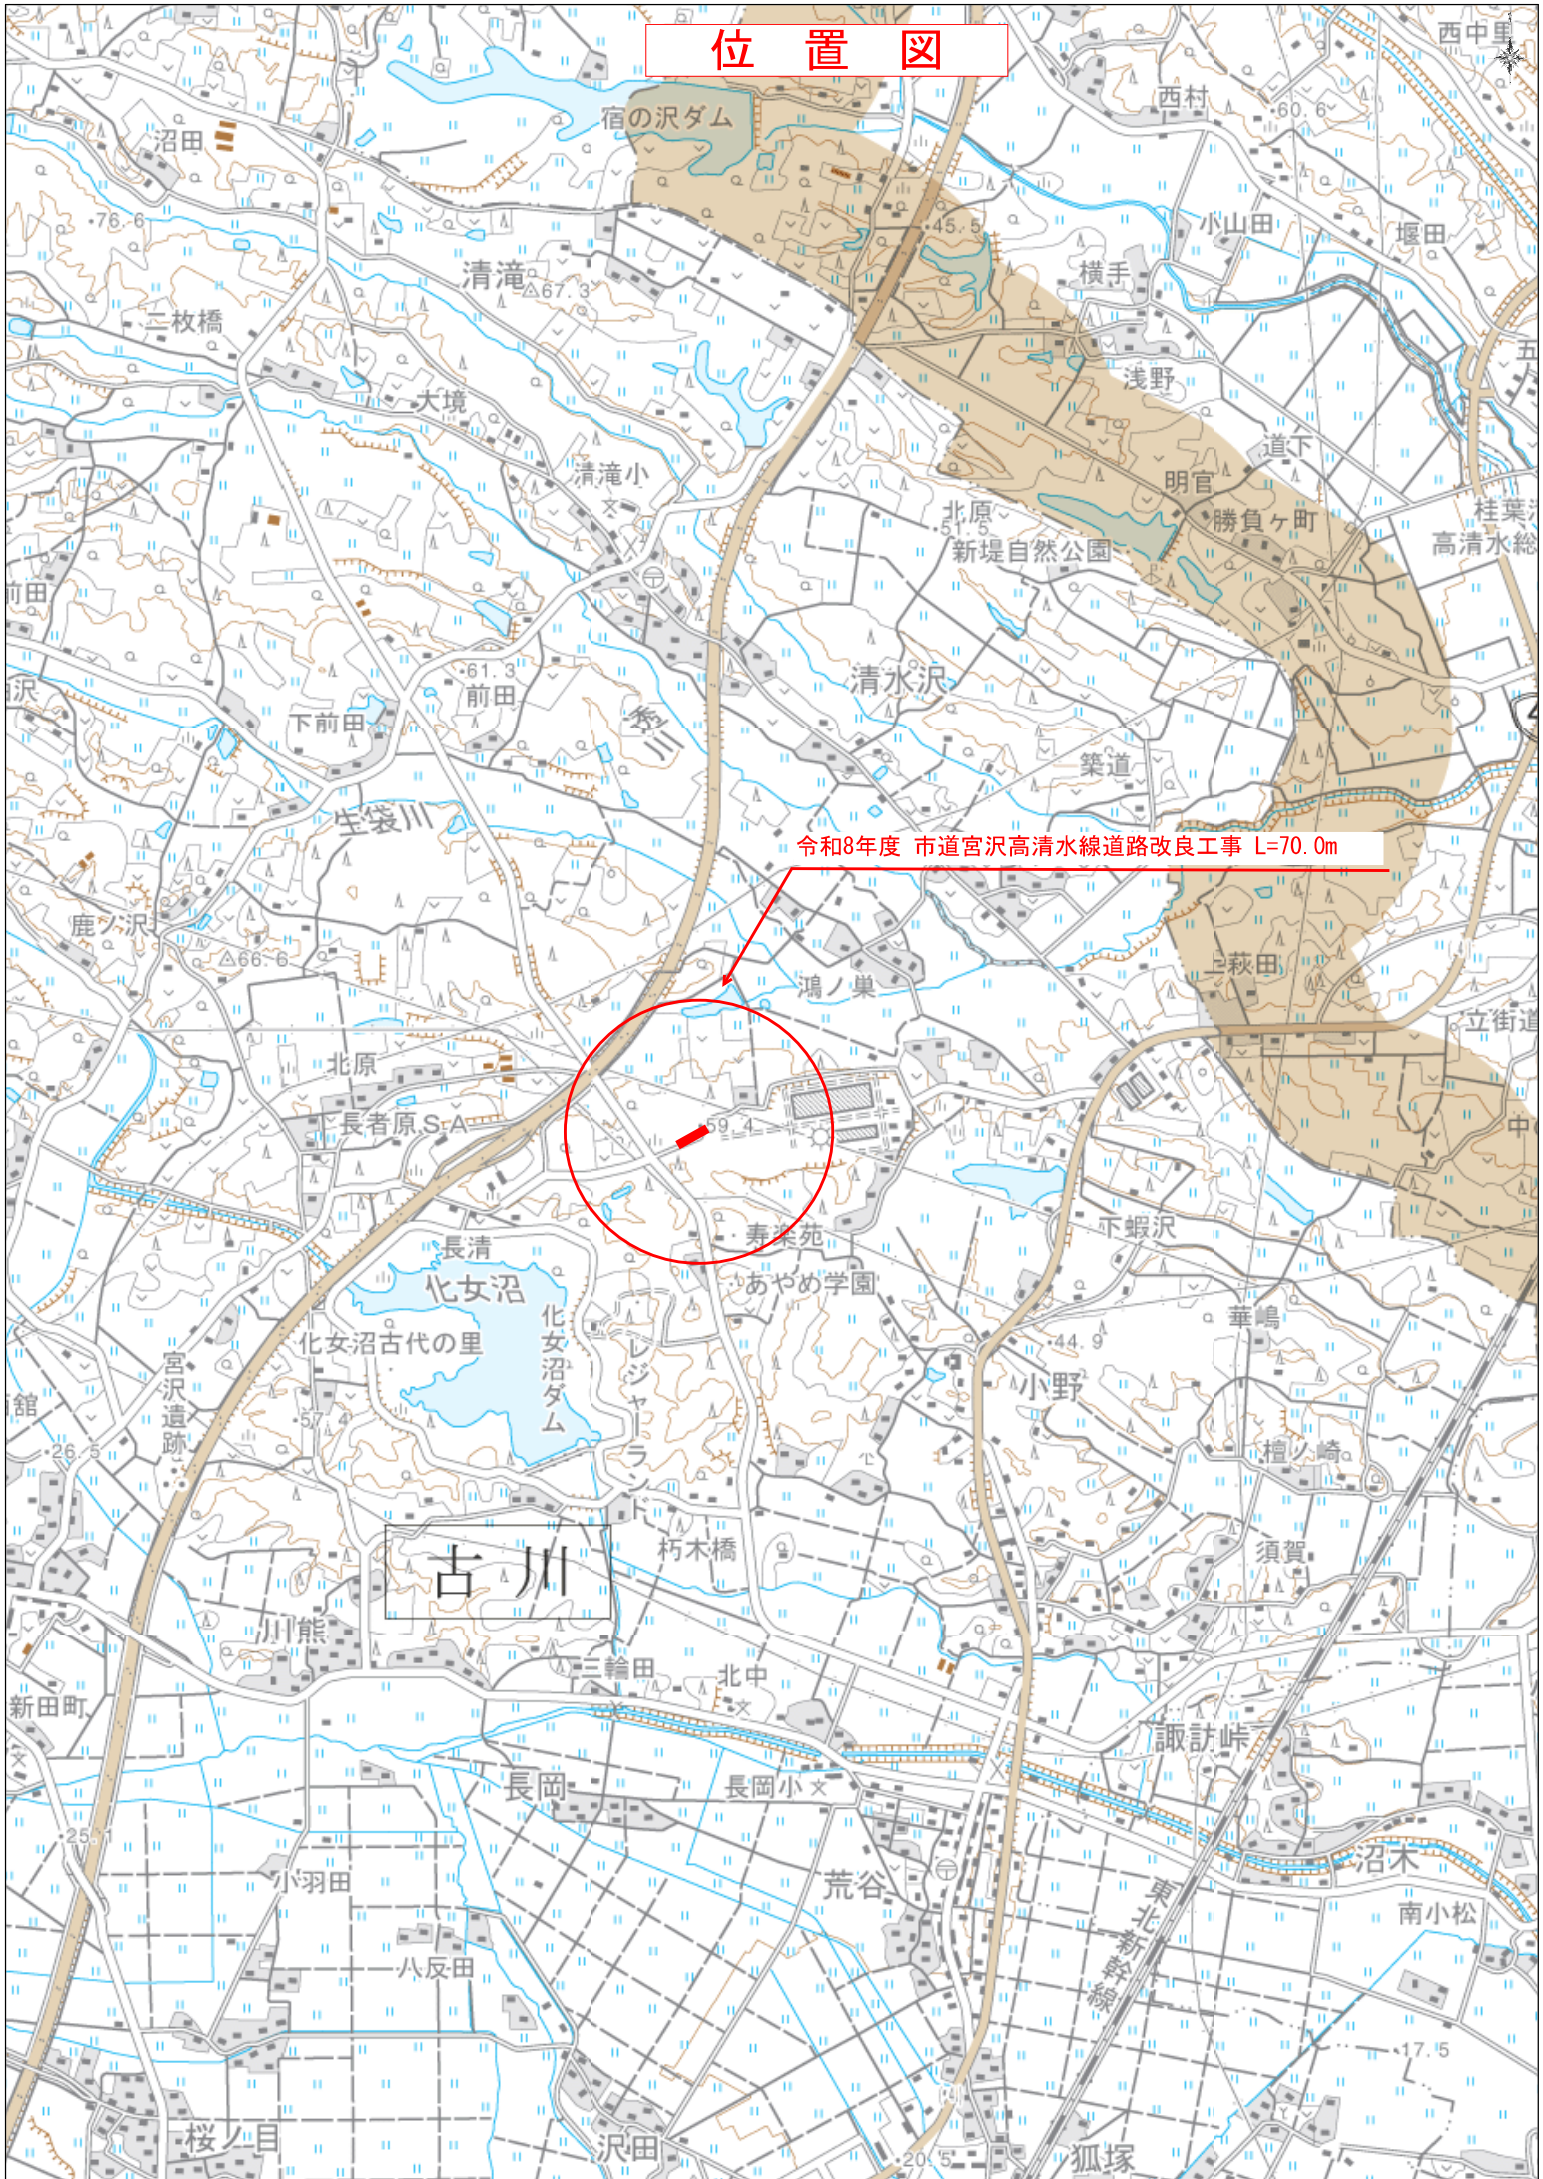 位置図
西中里
西村
60.6
宿の沢ダム
沼田
76.6
45.5
小山田
堰田
清滝
67.3
横手
二枚橋
浅野
大境
道下
清滝小
明官
北原
51.5
勝負ヶ町
新堤自然公園
高清水総
前田
61.3
前田
清水沢
下前田
透川
築道
生袋川
令和8年度 市道宮沢高清水線道路改良工事 L=70.0m
鹿ノ沢
66.6
鴻ノ巣
上萩田
立街道
北原
長者原SA
59.4
寿楽苑
下蝦沢
長清
化女沼
あやめ学園
華嶋
化女沼古代の里
化女沼ダム
レジャーランド
44.9
宮沢遺跡
小野
57.4
26.5
檀ノ崎
朽木橋
須賀
古川
川熊
三輪田
北中
新田町
諏訪峠
長岡
長岡小
25.1
小羽田
荒谷
沼木
東北新幹線
南小松
八反田
17.5
桜ノ目
沢田
20.5
狐塚